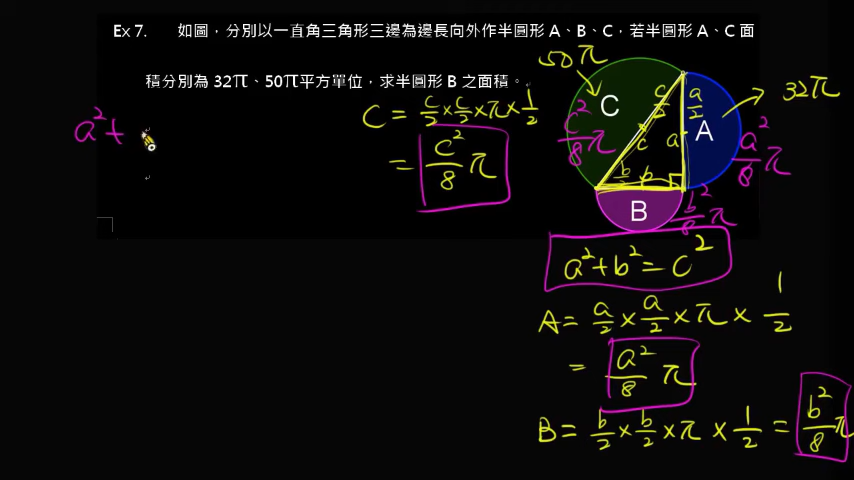 Ex 7. 如圖，分別以一直角三角形三邊為邊長向外作半圓形 A、B、C，若半圓形 A、C 面
積分別為 32π、50π平方單位，求半圓形 B 之面積。
50π
32π
C
A
B
c/2
a/2
c
a
b/2
b
c²/8 π
a²/8 π
b²/8 π
C = c/2 × c/2 × π × 1/2
= c²/8 π
a² +
a² + b² = c²
A = a/2 × a/2 × π × 1/2
= a²/8 π
B = b/2 × b/2 × π × 1/2 = b²/8 π